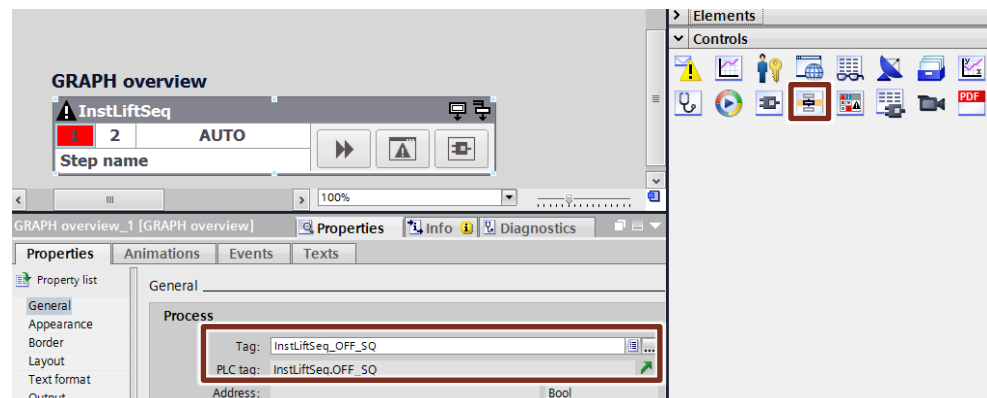 Elements
Controls
PDF
GRAPH overview
InstLiftSeq
1 2 AUTO
Step name
100%
GRAPH overview_1 [GRAPH overview]
Properties Info Diagnostics
Properties Animations Events Texts
Property list
General
Appearance
Border
Layout
Text format
Output
General
Process
Tag: InstLiftSeq_OFF_SQ
PLC tag: InstLiftSeq.OFF_SQ
Address: Bool